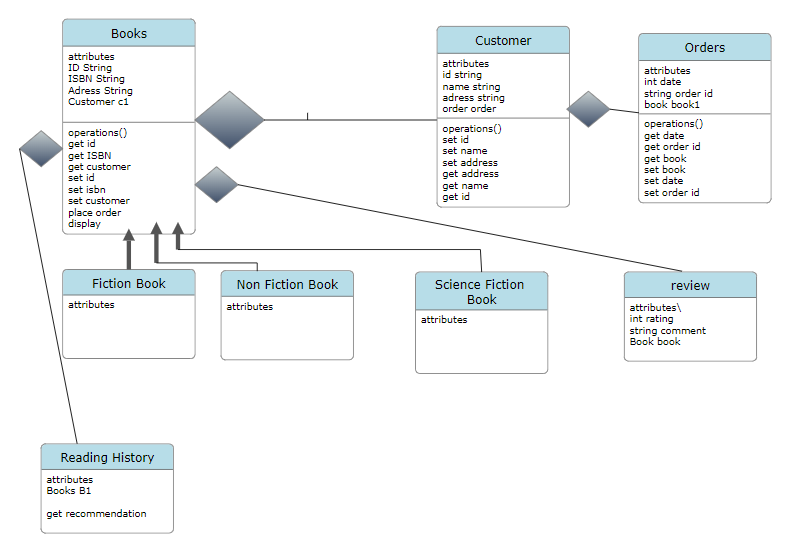 Books
attributes
ID String
ISBN String
Adress String
Customer c1
operations()
get id
get ISBN
get customer
set id
set isbn
set customer
place order
display
Customer
attributes
id string
name string
adress string
order order
operations()
set id
set name
set address
get address
get name
get id
Orders
attributes
int date
string order id
book book1
operations()
get date
get order id
get book
set book
set date
set order id
Fiction Book
attributes
Non Fiction Book
attributes
Science Fiction
Book
attributes
review
attributes\
int rating
string comment
Book book
Reading History
attributes
Books B1
get recommendation